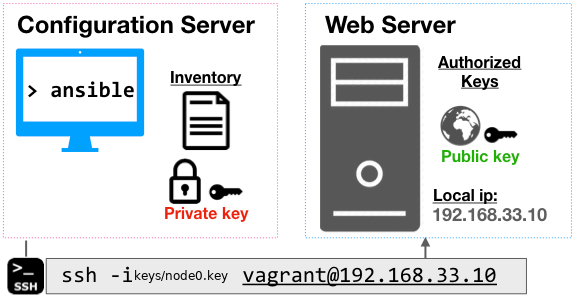 Configuration Server
> ansible
Inventory
Private key
Web Server
Authorized
Keys
Public key
Local ip:
192.168.33.10
>_
SSH
ssh -i keys/node0.key vagrant@192.168.33.10